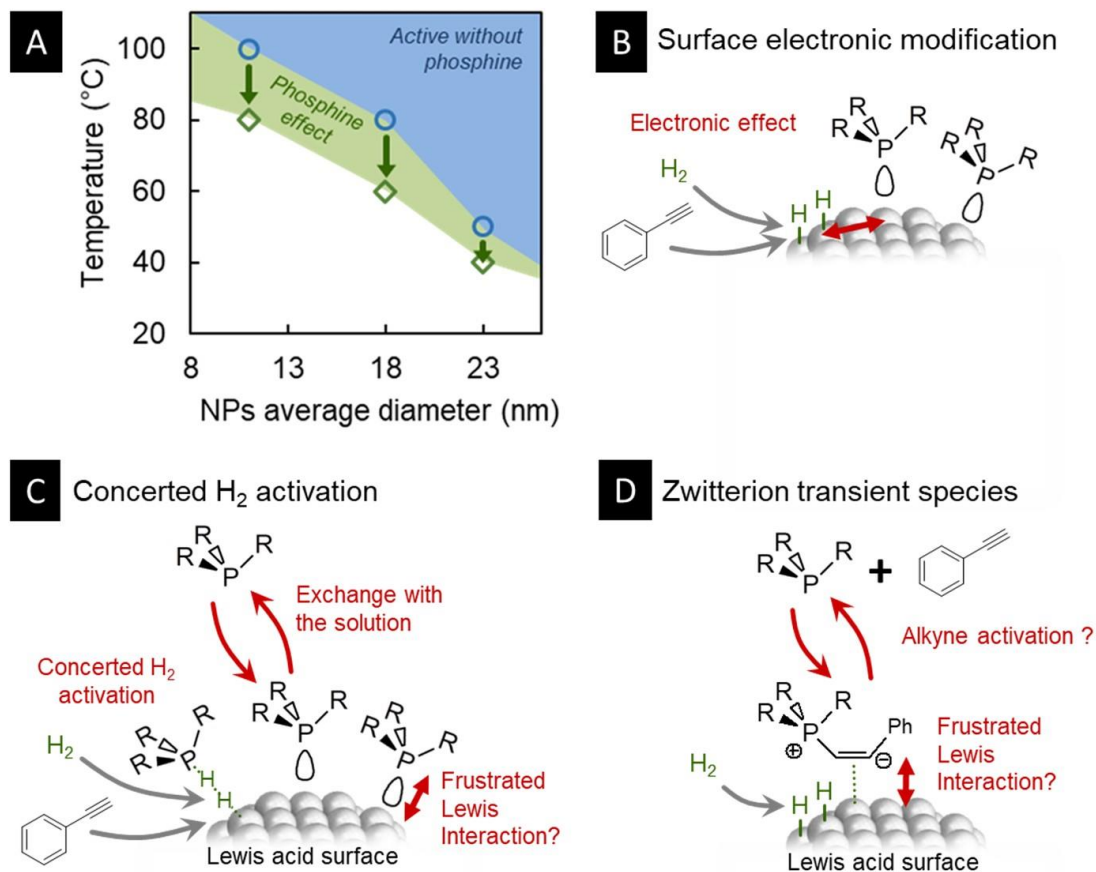 A
Temperature (°C)
100
80
60
40
20
8
13
18
23
NPs average diameter (nm)
Active without
phosphine
Phosphine
effect
B
Surface electronic modification
Electronic effect
H₂
H
H
R
R
R
P
R
R
R
P
C
Concerted H₂ activation
R
R
R
P
Exchange with
the solution
Concerted H₂
activation
H₂
R
R
R
P
H
H
R
R
R
P
R
R
R
P
Frustrated
Lewis
Interaction?
Lewis acid surface
D
Zwitterion transient species
R
R
R
P
+
Alkyne activation ?
R
R
R
P
⊕
Ph
⊖
Frustrated
Lewis
Interaction?
H₂
H
H
Lewis acid surface